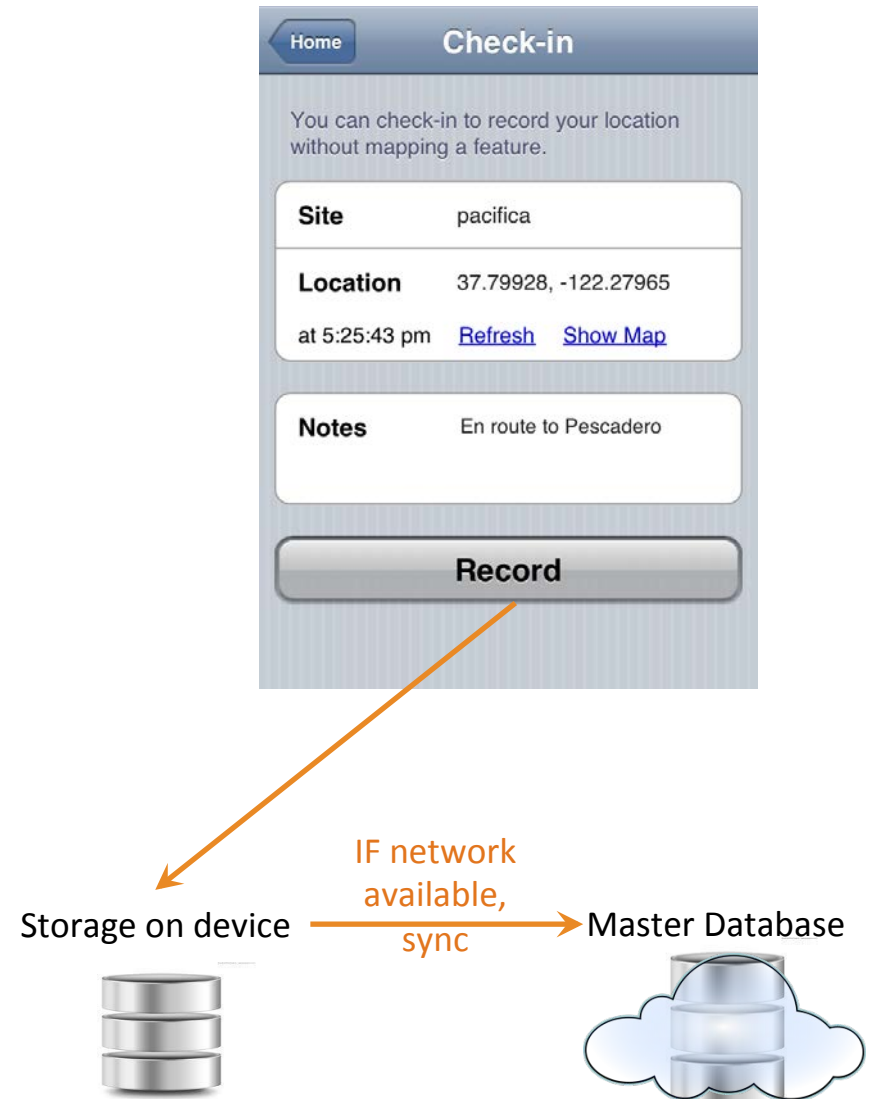 Home
Check-in
You can check-in to record your location
without mapping a feature.
Site pacifica
Location 37.79928, -122.27965
at 5:25:43 pm Refresh Show Map
Notes En route to Pescadero
Record
IF network
available,
sync
Storage on device
Master Database